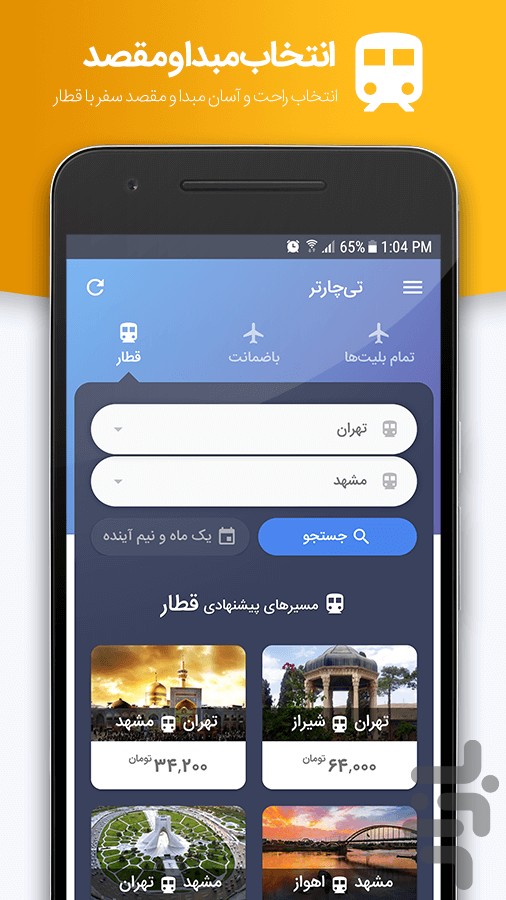 انتخاب مبدا و مقصد
انتخاب راحت و آسان مبدا و مقصد سفر با قطار
65% 1:04 PM
تی‌چارتر
تمام بلیت‌ها
باضمانت
قطار
تهران
مشهد
جستجو
یک ماه و نیم آینده
مسیرهای پیشنهادی قطار
تهران شیراز
۶۴,۰۰۰ تومان
تهران مشهد
۳۴,۲۰۰ تومان
مشهد اهواز
مشهد تهران
بازار